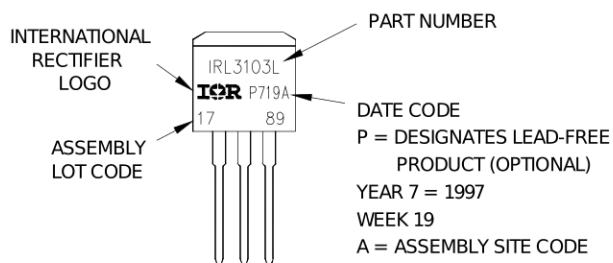 INTERNATIONAL
RECTIFIER
LOGO
ASSEMBLY
LOT CODE
IRL3103L
IOR P719A
17 89
PART NUMBER
DATE CODE
P = DESIGNATES LEAD-FREE
PRODUCT (OPTIONAL)
YEAR 7 = 1997
WEEK 19
A = ASSEMBLY SITE CODE